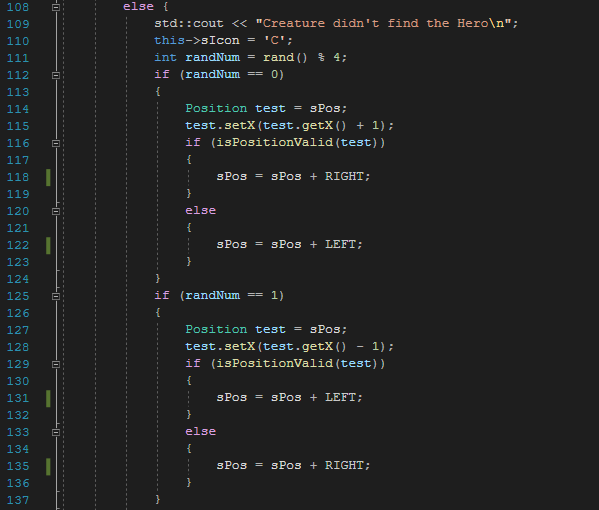 108 else {
109 std::cout << "Creature didn't find the Hero\n";
110 this->sIcon = 'C';
111 int randNum = rand() % 4;
112 if (randNum == 0)
113 {
114 Position test = sPos;
115 test.setX(test.getX() + 1);
116 if (isPositionValid(test))
117 {
118 sPos = sPos + RIGHT;
119 }
120 else
121 {
122 sPos = sPos + LEFT;
123 }
124 }
125 if (randNum == 1)
126 {
127 Position test = sPos;
128 test.setX(test.getX() - 1);
129 if (isPositionValid(test))
130 {
131 sPos = sPos + LEFT;
132 }
133 else
134 {
135 sPos = sPos + RIGHT;
136 }
137 }